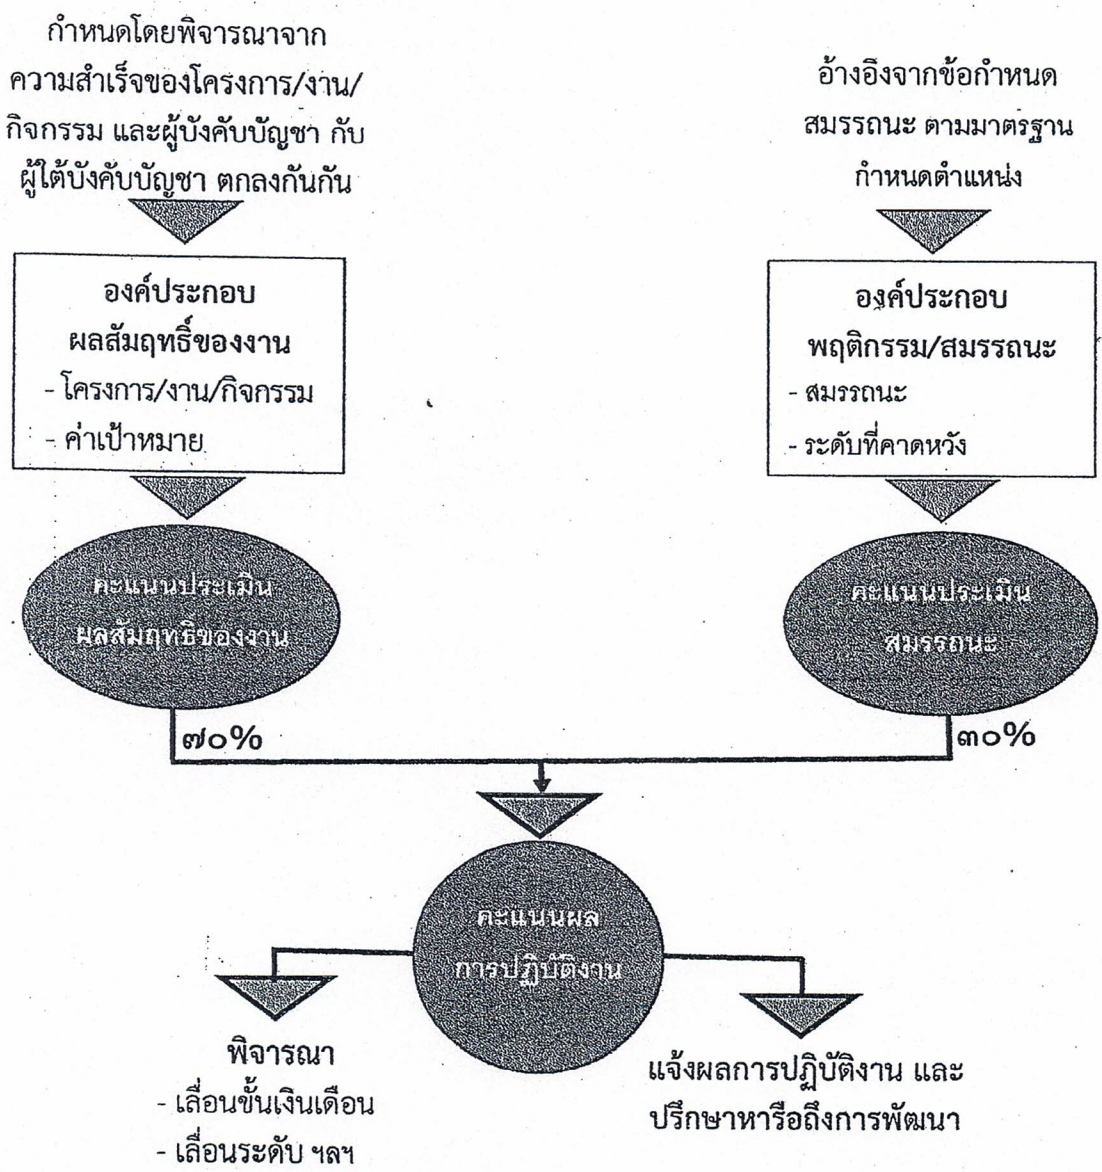 กำหนดโดยพิจารณาจาก
ความสำเร็จของโครงการ/งาน/
กิจกรรม และผู้บังคับบัญชา กับ
ผู้ใต้บังคับบัญชา ตกลงกันกัน
องค์ประกอบ
ผลสัมฤทธิ์ของงาน
- โครงการ/งาน/กิจกรรม
- ค่าเป้าหมาย
คะแนนประเมิน
ผลสัมฤทธิ์ของงาน
๗๐%
อ้างอิงจากข้อกำหนด
สมรรถนะ ตามมาตรฐาน
กำหนดตำแหน่ง
องค์ประกอบ
พฤติกรรม/สมรรถนะ
- สมรรถนะ
- ระดับที่คาดหวัง
คะแนนประเมิน
สมรรถนะ
๓๐%
คะแนนผล
การปฏิบัติงาน
พิจารณา
- เลื่อนขั้นเงินเดือน
- เลื่อนระดับ ฯลฯ
แจ้งผลการปฏิบัติงาน และ
ปรึกษาหารือถึงการพัฒนา